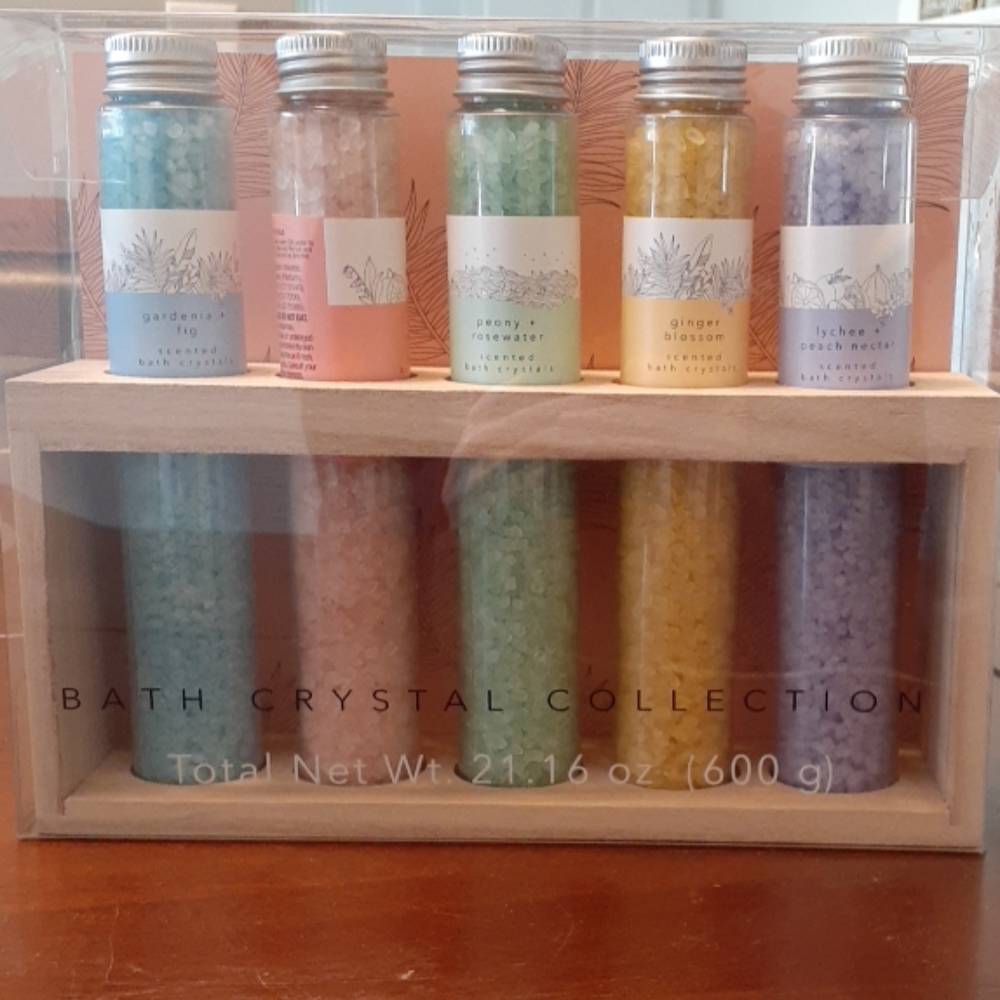 gardenia +
fig
scented
bath crystals
peony +
rosewater
scented
bath crystals
ginger
blossom
scented
bath crystals
lychee +
peach nectar
scented
bath crystals
BATH CRYSTAL COLLECTION
Total Net Wt. 21.16 oz (600 g)